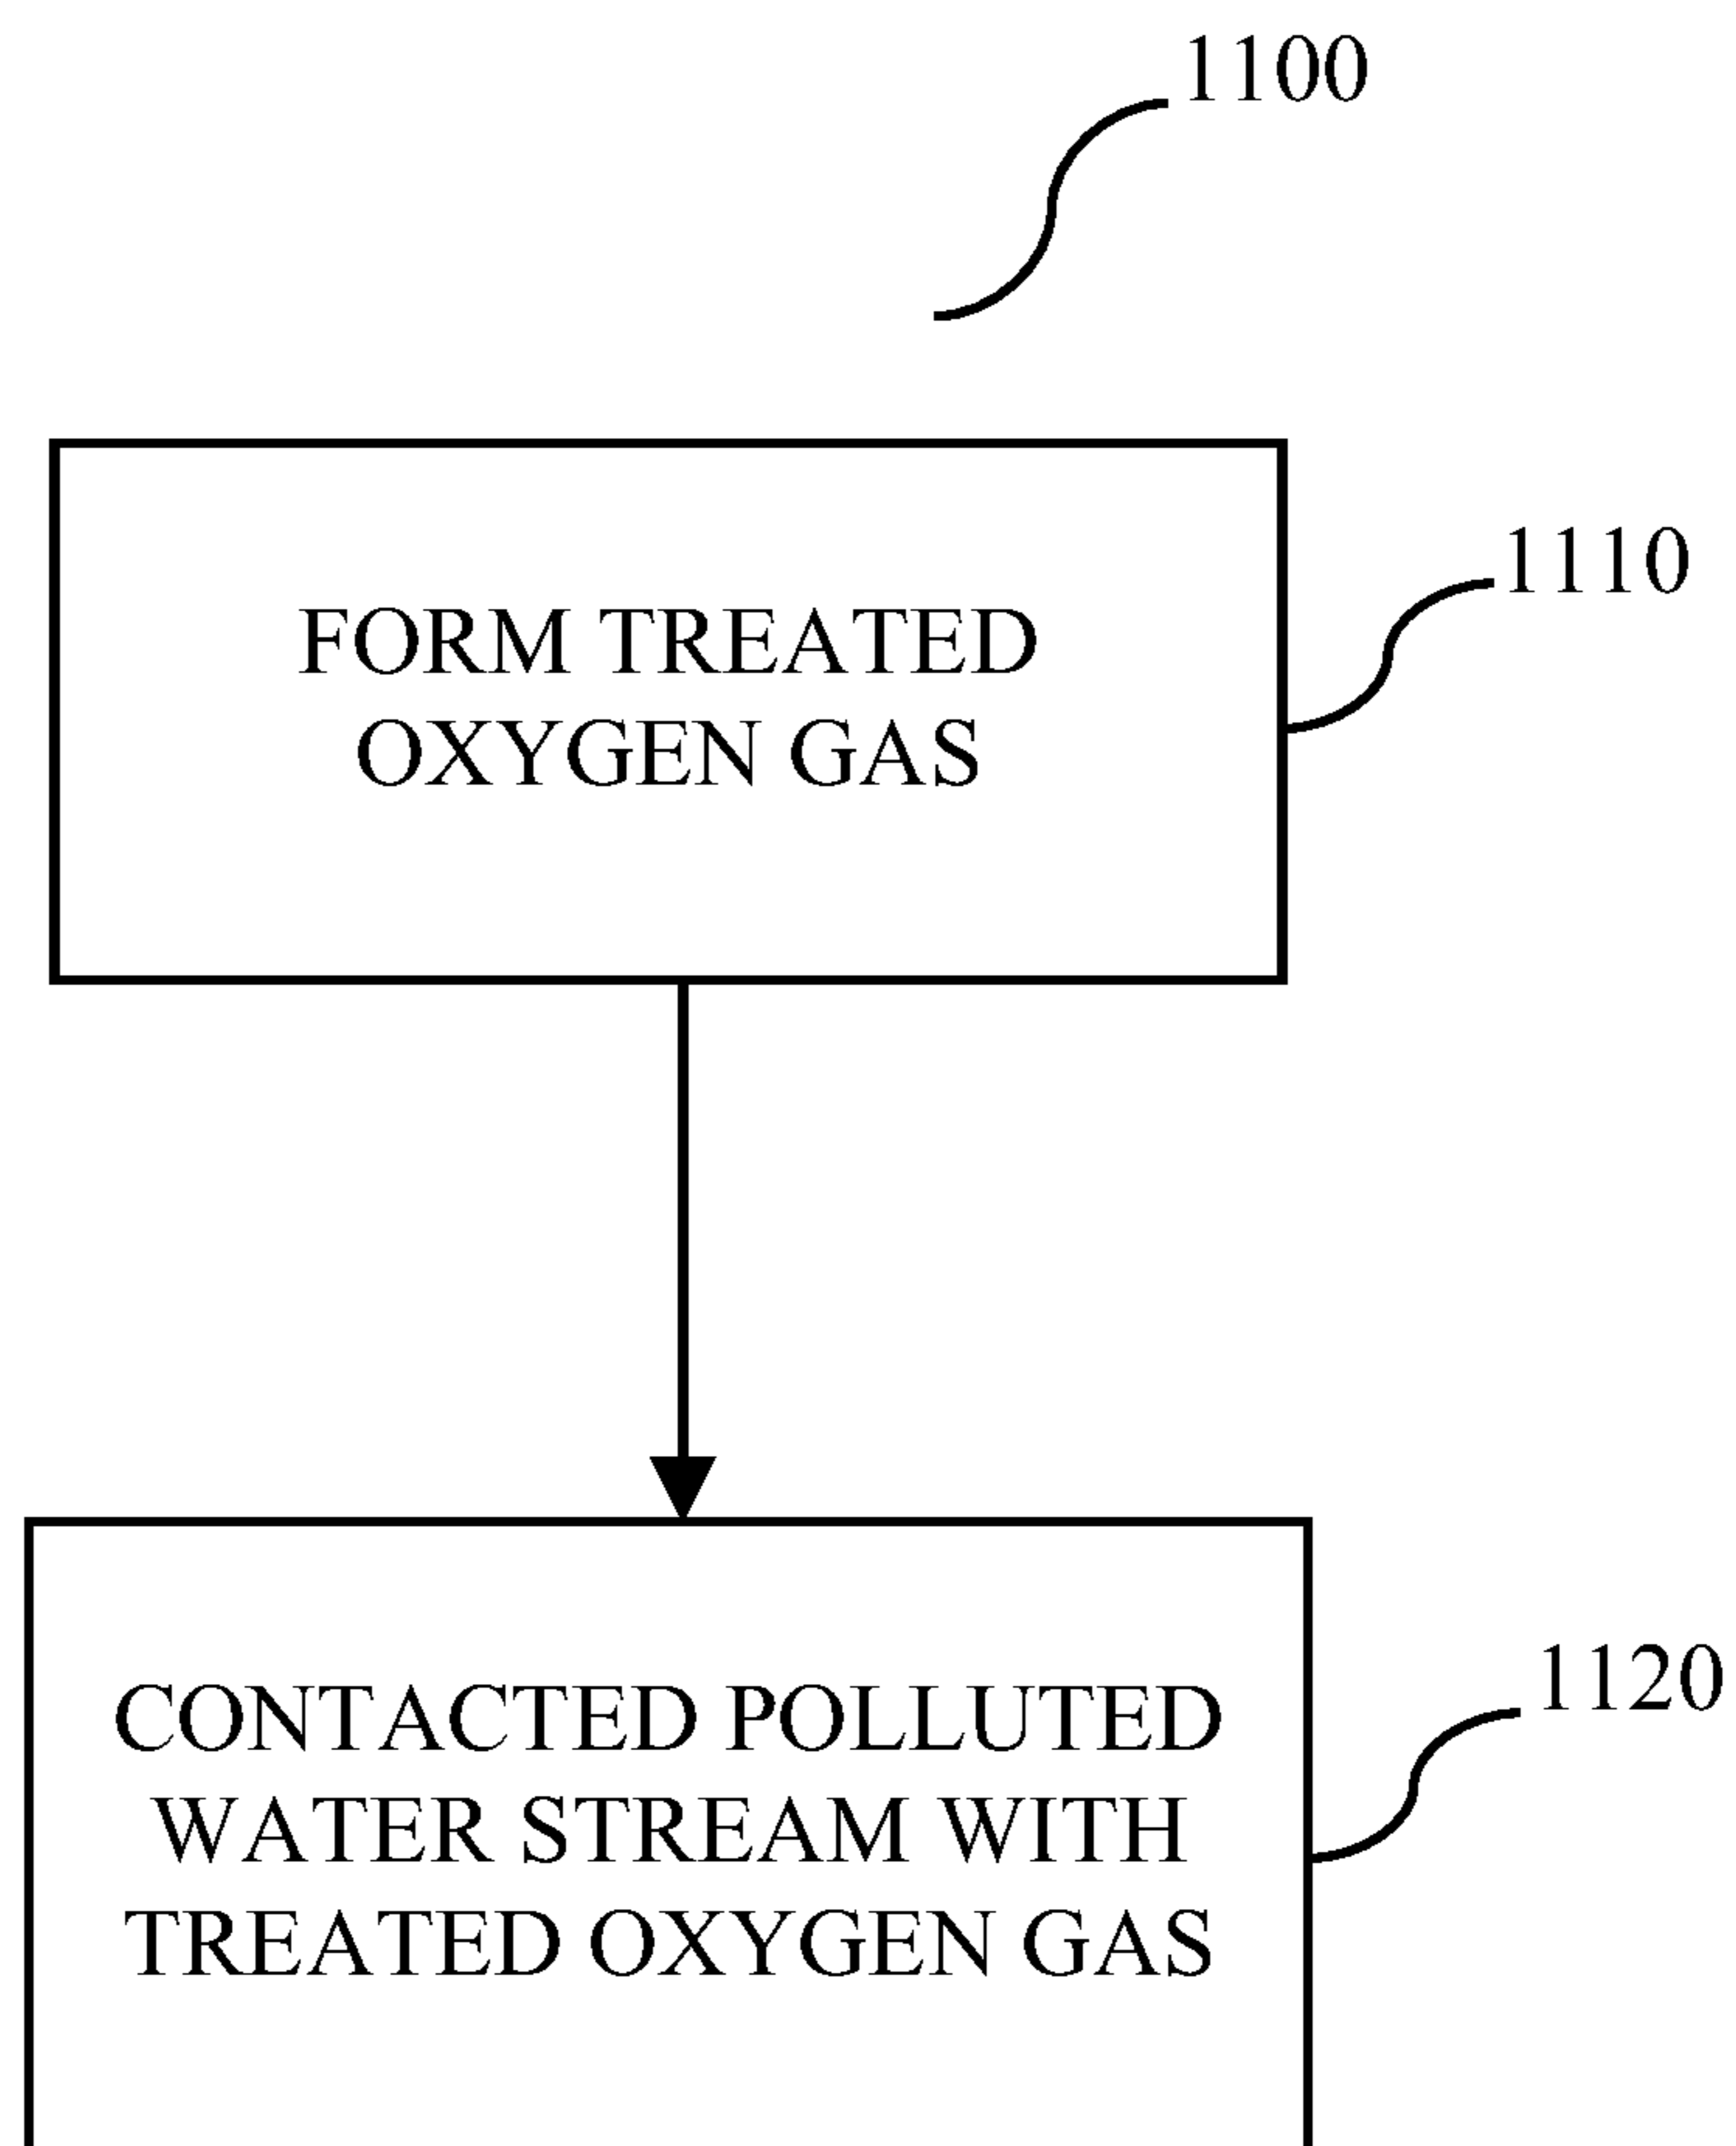 1100
1110
FORM TREATED
OXYGEN GAS
1120
CONTACTED POLLUTED
WATER STREAM WITH
TREATED OXYGEN GAS